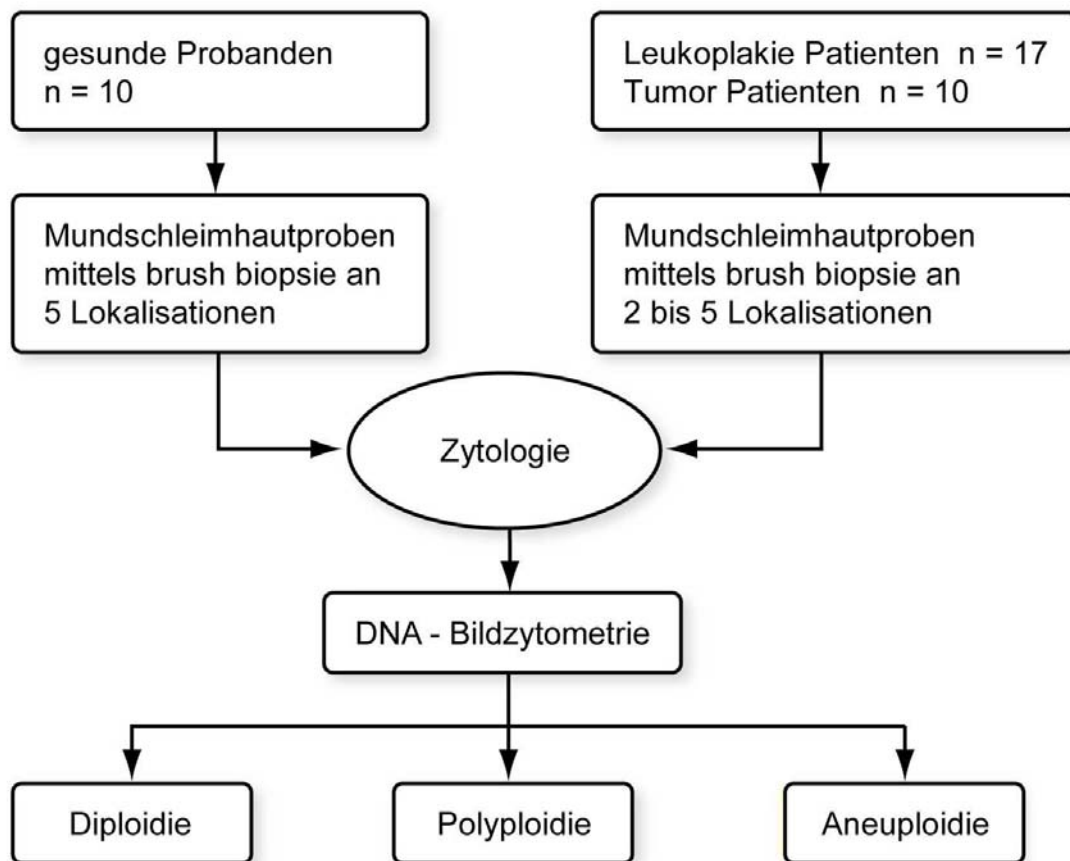 gesunde Probanden
n = 10
Leukoplakie Patienten  n = 17
Tumor Patienten  n = 10
Mundschleimhautproben
mittels brush biopsie an
5 Lokalisationen
Mundschleimhautproben
mittels brush biopsie an
2 bis 5 Lokalisationen
Zytologie
DNA - Bildzytometrie
Diploidie
Polyploidie
Aneuploidie